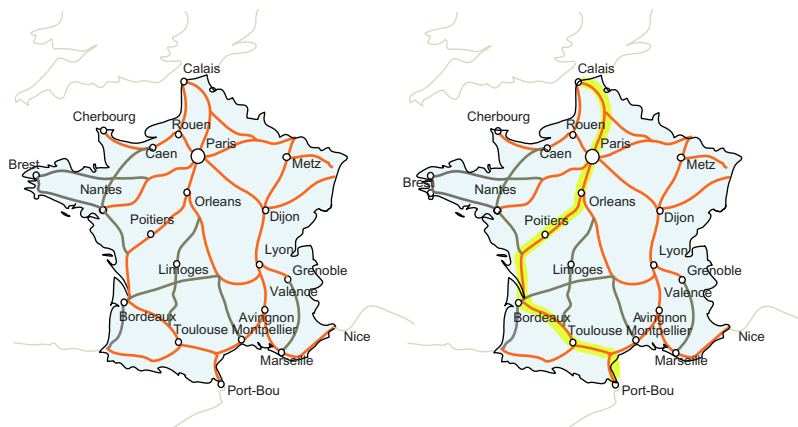 Calais
Cherbourg
Rouen
Paris
Caen
Brest
Metz
Nantes
Orleans
Poitiers
Dijon
Lyon
Limoges
Grenoble
Valence
Bordeaux
Avingnon
Toulouse Montpellier
Nice
Marseille
Port-Bou
Calais
Cherbourg
Rouen
Paris
Caen
Brest
Metz
Nantes
Orleans
Poitiers
Dijon
Lyon
Limoges
Grenoble
Valence
Bordeaux
Avingnon
Toulouse Montpellier
Nice
Marseille
Port-Bou